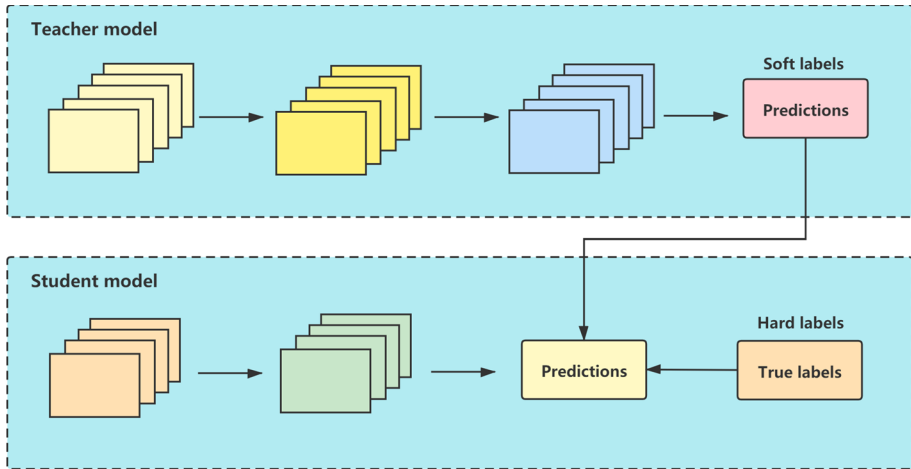 Teacher model
Soft labels
Predictions
Student model
Hard labels
Predictions
True labels